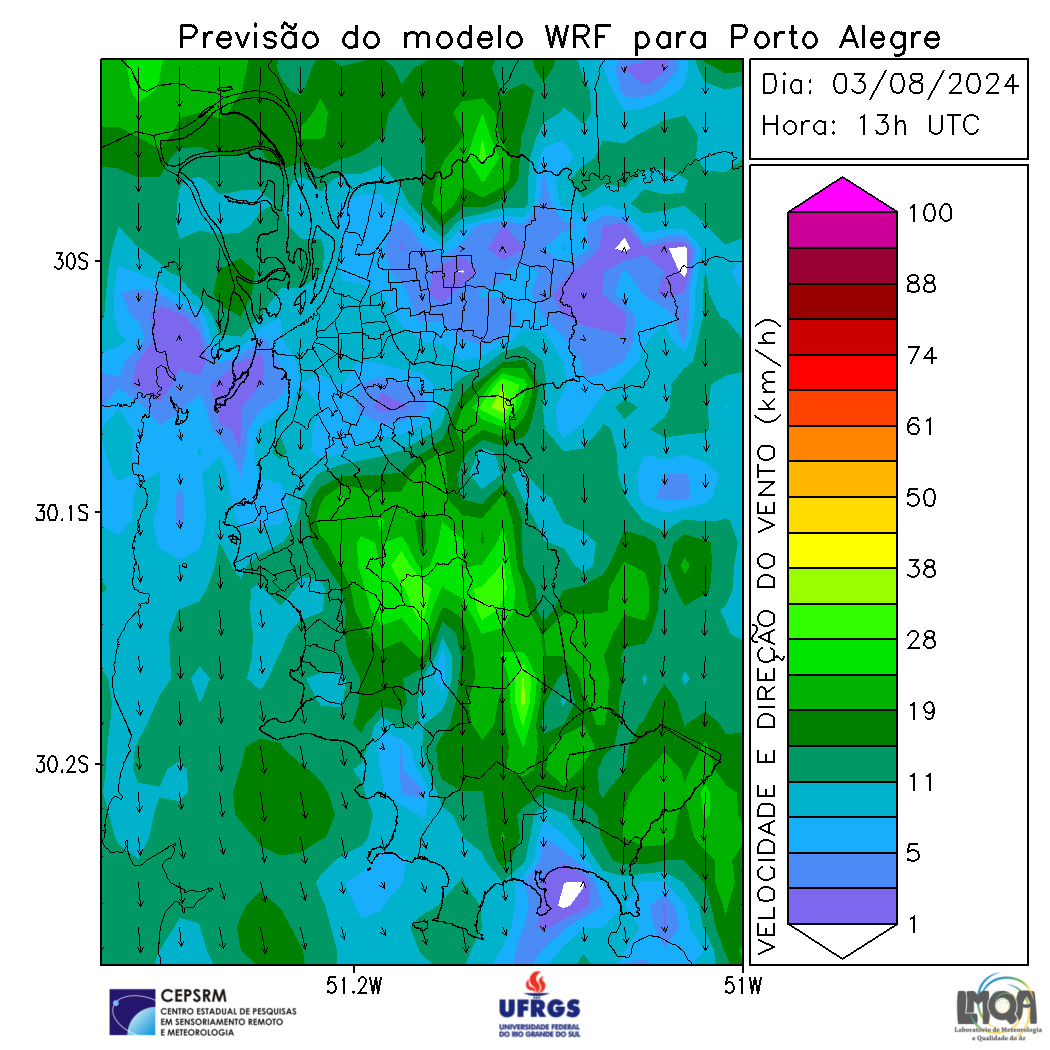 Previsão do modelo WRF para Porto Alegre
Dia: 03/08/2024
Hora: 13h UTC
30S
30.1S
30.2S
51.2W
51W
VELOCIDADE E DIREÇÃO DO VENTO (km/h)
100
88
74
61
50
38
28
19
11
5
1
CEPSRM
CENTRO ESTADUAL DE PESQUISAS
EM SENSORIAMENTO REMOTO
E METEOROLOGIA
UFRGS
UNIVERSIDADE FEDERAL
DO RIO GRANDE DO SUL
LMQA
Laboratório de Meteorologia
e Qualidade do Ar